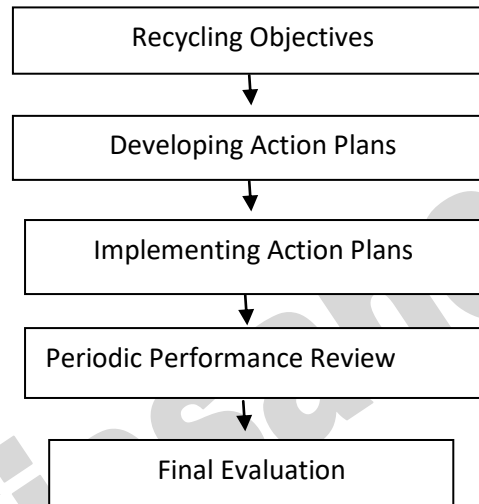 Recycling Objectives
Developing Action Plans
Implementing Action Plans
Periodic Performance Review
Final Evaluation